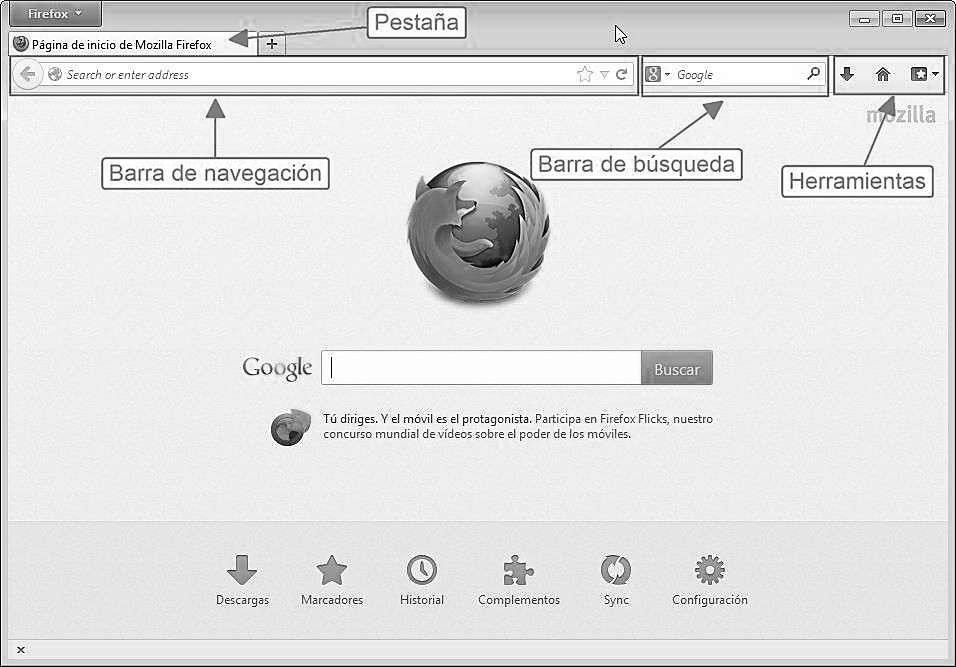 Firefox
Pestaña
Página de inicio de Mozilla Firefox
Search or enter address
Google
mozilla
Barra de navegación
Barra de búsqueda
Herramientas
Google
Buscar
Tú diriges. Y el móvil es el protagonista. Participa en Firefox Flicks, nuestro
concurso mundial de vídeos sobre el poder de los móviles.
Descargas
Marcadores
Historial
Complementos
Sync
Configuración